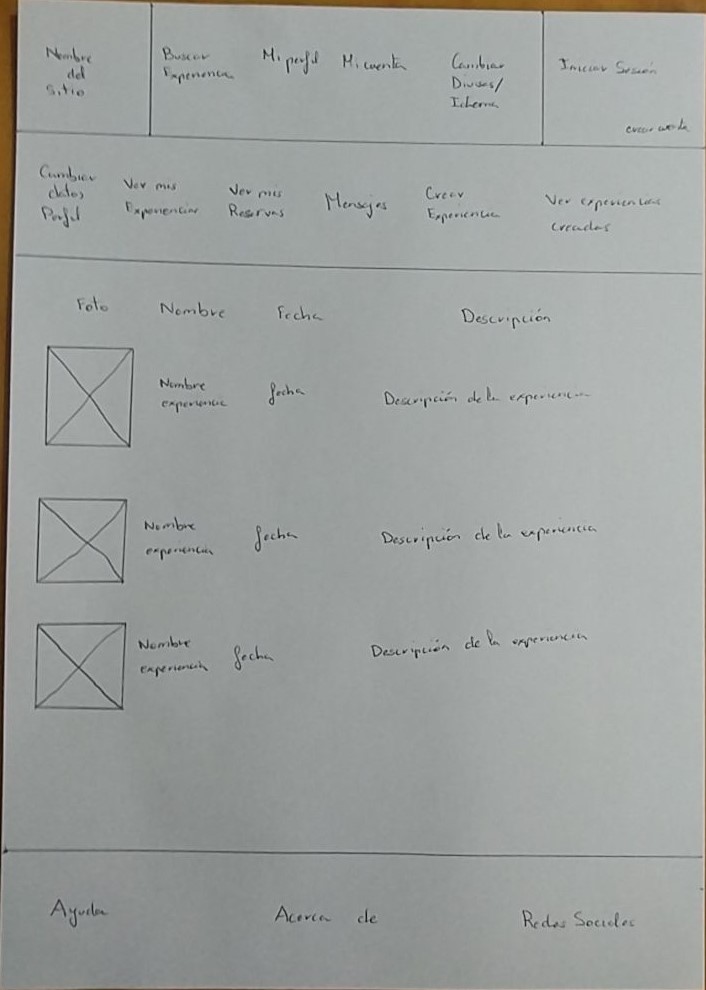 Nombre
del
Sitio
Buscar
Experiencia
Mi perfil
Mi cuenta
Cambiar
Divisas/
Idioma
Iniciar Sesión
crear cuenta
Cambiar
datos
Perfil
Ver mis
Experiencias
Ver mis
Reservas
Mensajes
Crear
Experiencia
Ver experiencias
creadas
Foto Nombre Fecha Descripción
Nombre
experiencia
fecha
Descripción de la experiencia
Nombre
experiencia
fecha
Descripción de la experiencia
Nombre
experiencia
fecha
Descripción de la experiencia
Ayuda Acerca de Redes Sociales